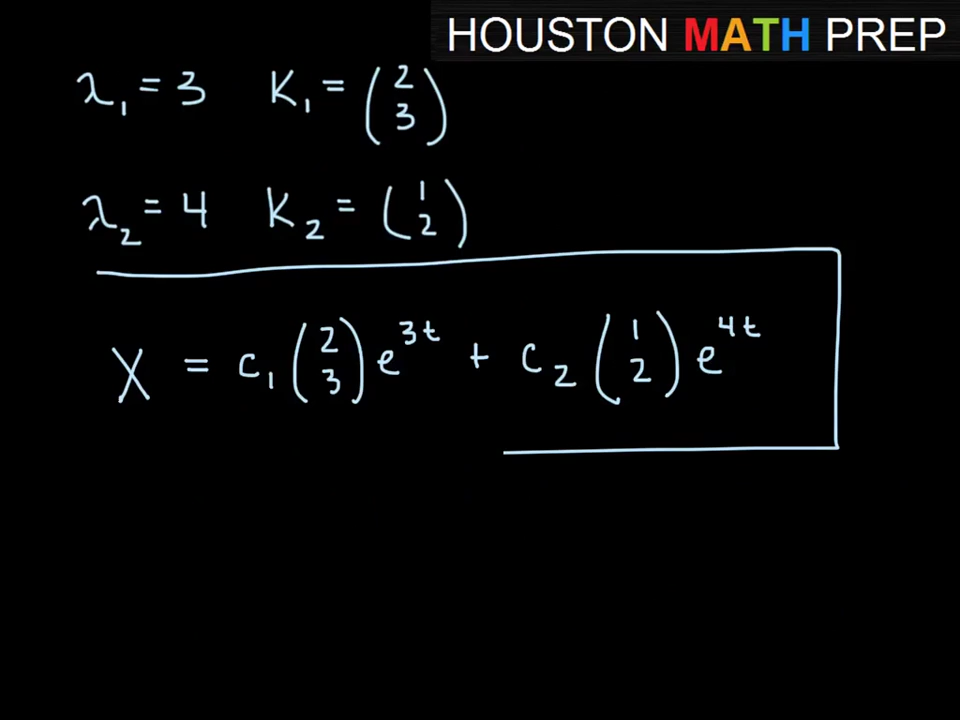 HOUSTON MATH PREP
λ₁ = 3 K₁ = (2 3)
λ₂ = 4 K₂ = (1 2)
X = c₁ (2 3) e^3t + c₂ (1 2) e^4t